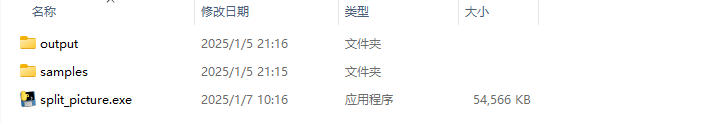 名称 修改日期 类型 大小
output 2025/1/5 21:16 文件夹
samples 2025/1/5 21:15 文件夹
split_picture.exe 2025/1/7 10:16 应用程序 54,566 KB